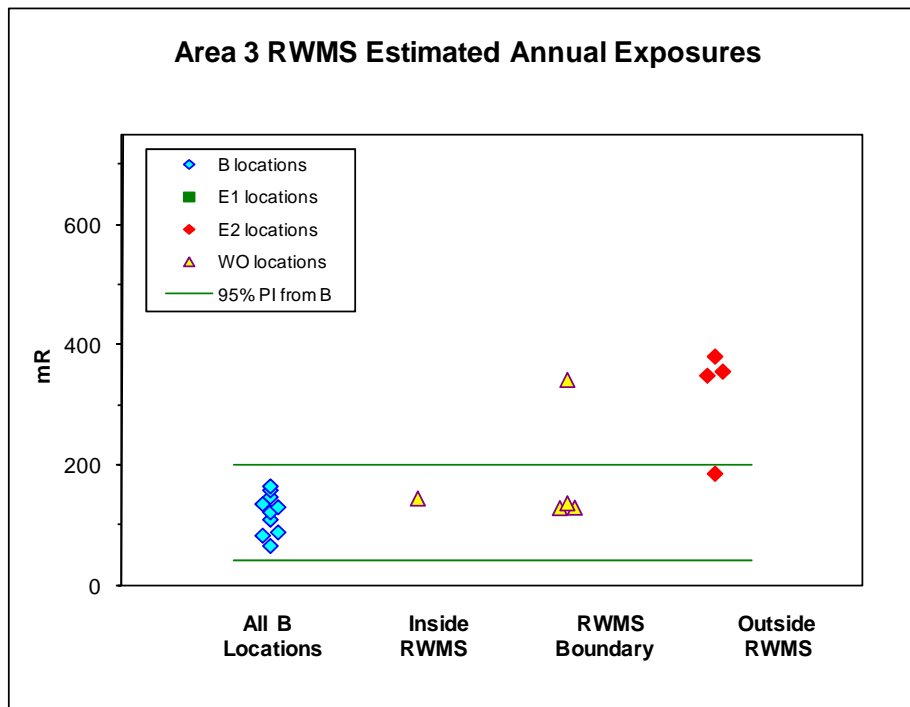 Area 3 RWMS Estimated Annual Exposures
B locations
E1 locations
E2 locations
WO locations
95% PI from B
600
400
200
0
mR
All B
Locations
Inside
RWMS
RWMS
Boundary
Outside
RWMS